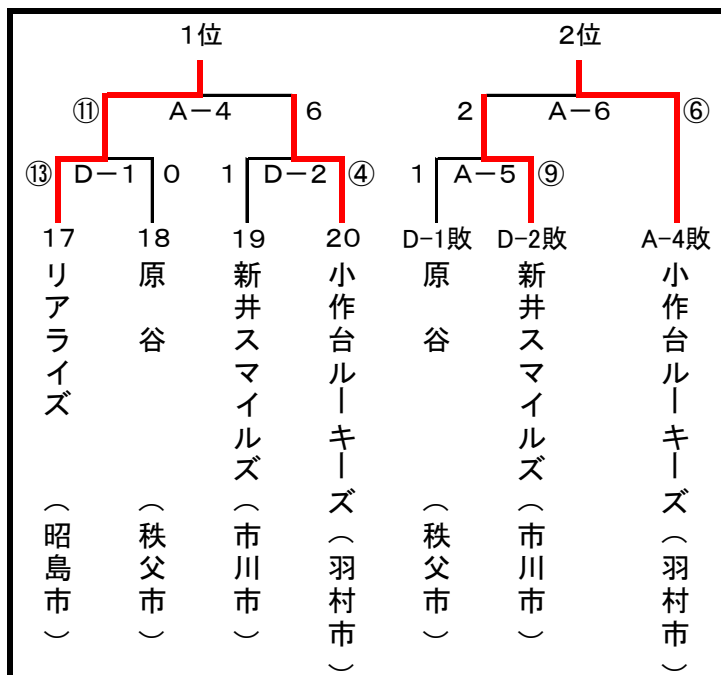 1位 2位
⑪ A－4 6 2 A－6 ⑥
⑬ D－1 0 1 D－2 ④ 1 A－5 ⑨
17 18 19 20 D-1敗 D-2敗 A-4敗
リアライズ（昭島市）
原谷（秩父市）
新井スマイルズ（市川市）
小作台ルーキーズ（羽村市）
原谷（秩父市）
新井スマイルズ（市川市）
小作台ルーキーズ（羽村市）